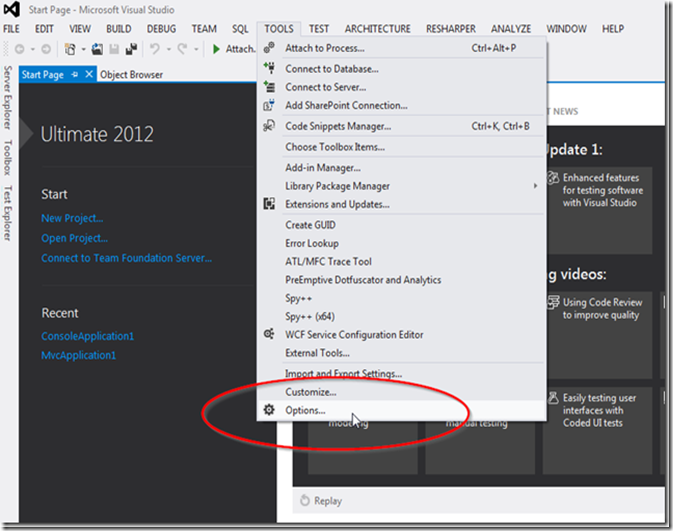 Start Page - Microsoft Visual Studio
FILE EDIT VIEW BUILD DEBUG TEAM SQL TOOLS TEST ARCHITECTURE RESHARPER ANALYZE WINDOW HELP
Attach.
Server Explorer
Toolbox
Test Explorer
Start Page
Object Browser
Ultimate 2012
Start
New Project...
Open Project...
Connect to Team Foundation Server...
Recent
ConsoleApplication1
MvcApplication1
Attach to Process... Ctrl+Alt+P
Connect to Database...
Connect to Server...
Add SharePoint Connection...
Code Snippets Manager... Ctrl+K, Ctrl+B
Choose Toolbox Items...
Add-in Manager...
Library Package Manager
Extensions and Updates...
Create GUID
Error Lookup
ATL/MFC Trace Tool
PreEmptive Dotfuscator and Analytics
Spy++
Spy++ (x64)
WCF Service Configuration Editor
External Tools...
Import and Export Settings...
Customize...
Options...
T NEWS
Update 1:
Enhanced features
for testing software
with Visual Studio
g videos:
Using Code Review
to improve quality
modeling
manual testing
Easily testing user
interfaces with
Coded UI tests
Replay